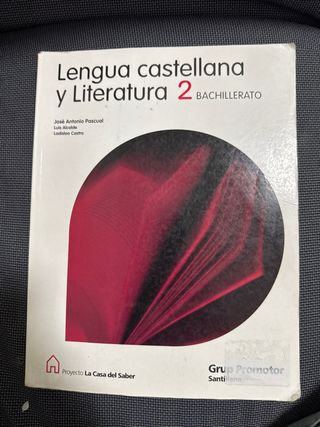 Lengua castellana
y Literatura 2 BACHILLERATO
José Antonio Pascual
Luis Alcalde
Ladislao Castro
Proyecto La Casa del Saber
Grup Promotor
Santillana